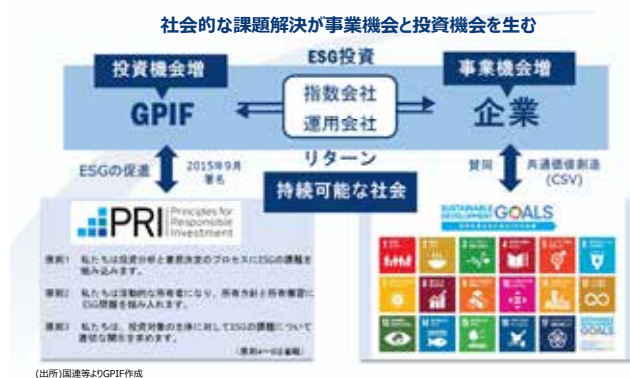 社会的な課題解決が事業機会と投資機会を生む
ESG投資
投資機会増
事業機会増
GPIF
指数会社
運用会社
企業
リターン
ESGの促進
2015年9月
署名
賛同
共通価値創造
(CSV)
持続可能な社会
PRI Principles for
Responsible
Investment
SUSTAINABLE
DEVELOPMENT GOALS
原則1 私たちは投資分析と意思決定のプロセスにESGの課題を
組み込みます。
原則2 私たちは活動的な所有者になり、所有方針と所有慣習に
ESG問題を組み入れます。
原則3 私たちは、投資対象の主体に対してESGの課題について
適切な開示を求めます。
(出所)国連等よりGPIF作成